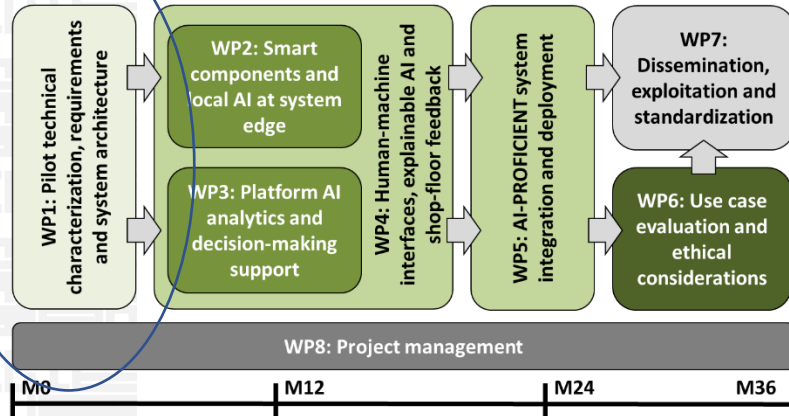 WP1: Pilot technical
characterization, requirements
and system architecture
WP2: Smart
components and
local AI at system
edge
WP3: Platform AI
analytics and
decision-making
support
WP4: Human-machine
interfaces, explainable AI and
shop-floor feedback
WP5: AI-PROFICIENT system
integration and deployment
WP7:
Dissemination,
exploitation and
standardization
WP6: Use case
evaluation and
ethical
considerations
WP8: Project management
M0
M12
M24
M36